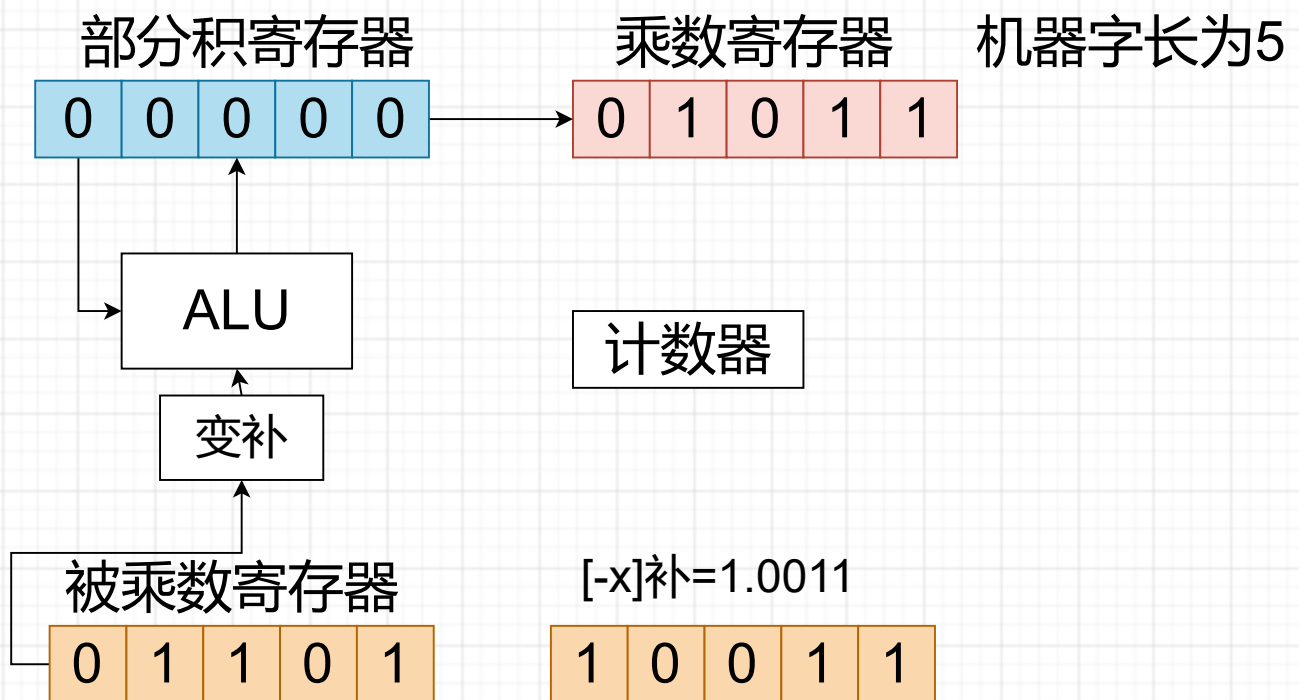 部分积寄存器 乘数寄存器 机器字长为5
0 0 0 0 0 0 1 0 1 1
ALU
计数器
变补
[-x]补=1.0011
被乘数寄存器
0 1 1 0 1 1 0 0 1 1